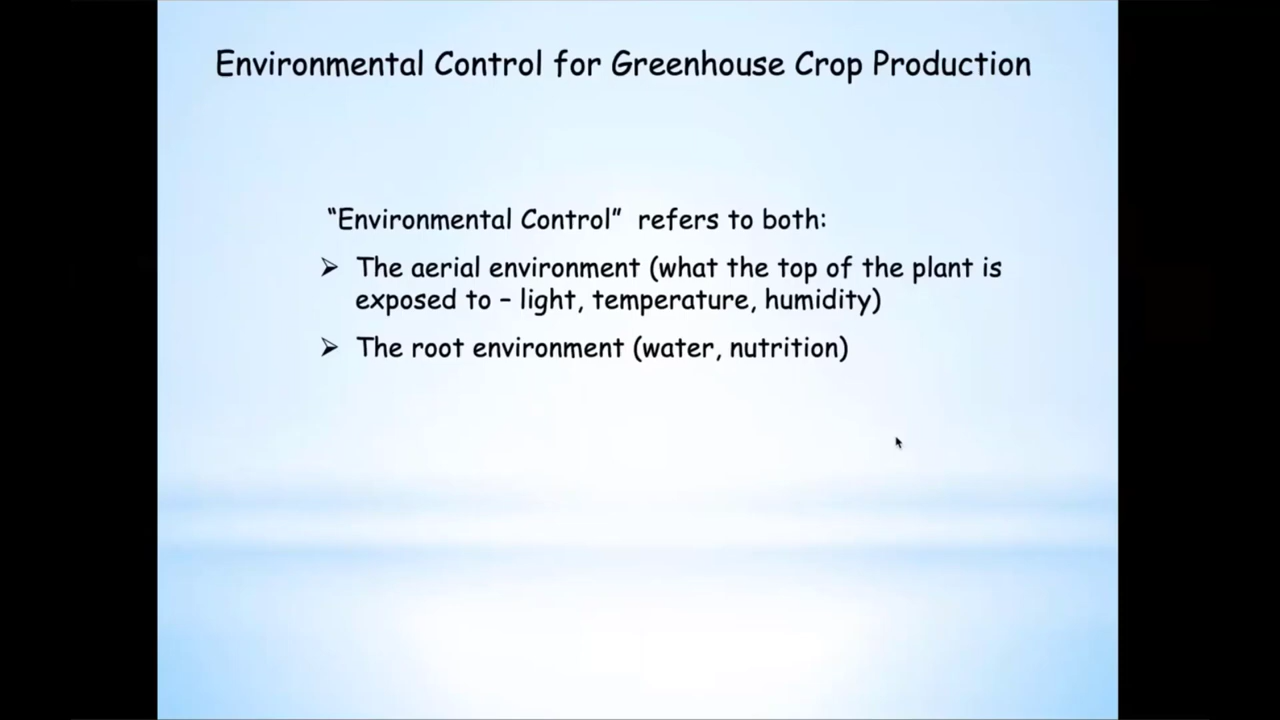 Environmental Control for Greenhouse Crop Production
“Environmental Control”  refers to both:
➢ The aerial environment (what the top of the plant is
exposed to – light, temperature, humidity)
➢ The root environment (water, nutrition)